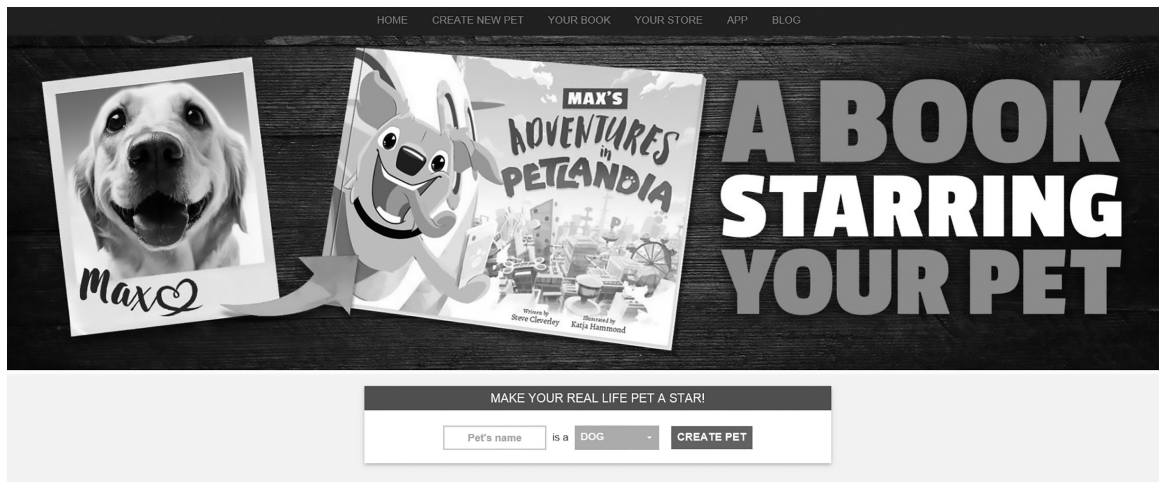 HOME CREATE NEW PET YOUR BOOK YOUR STORE APP BLOG
Max
MAX'S
ADVENTURES
in
PETLANDIA
Written by
Steve Cleverley
Illustrated by
Katja Hammond
A BOOK
STARRING
YOUR PET
MAKE YOUR REAL LIFE PET A STAR!
Pet's name is a DOG CREATE PET